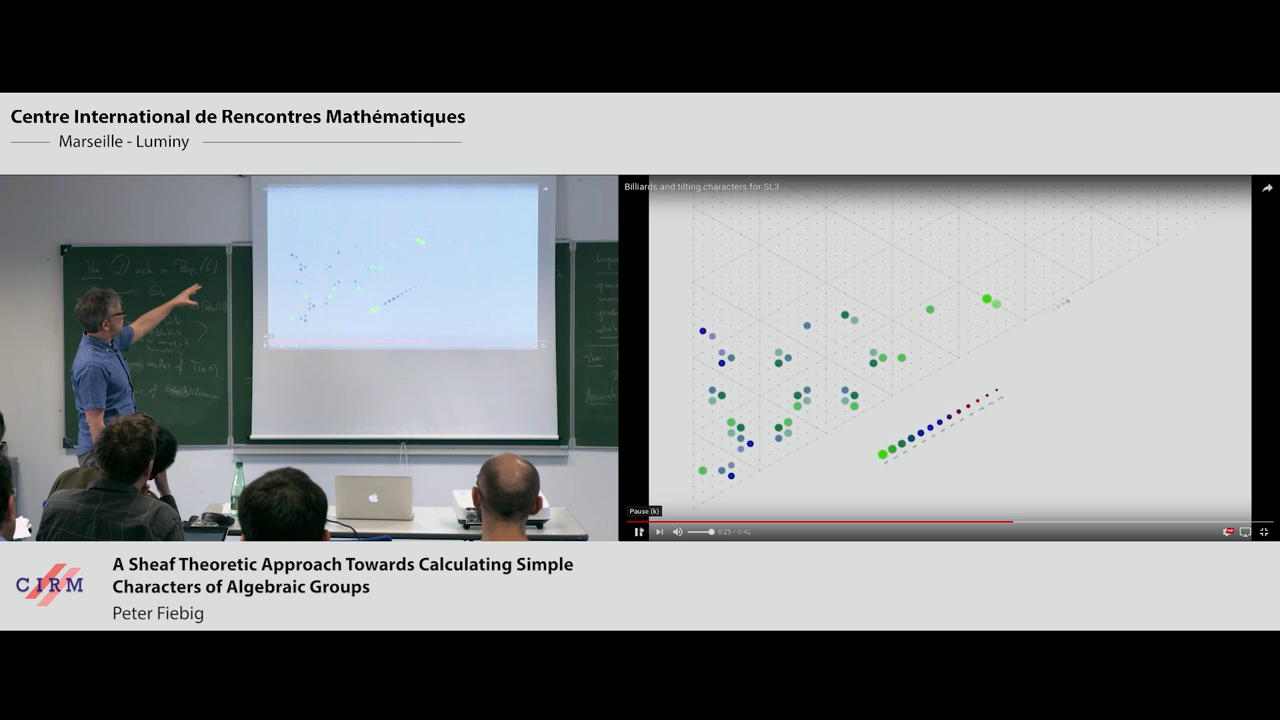 Centre International de Rencontres Mathématiques
Marseille - Luminy
Billiards and tilting characters for SL3
Pause (k)
0:25 / 0:42
CIRM
A Sheaf Theoretic Approach Towards Calculating Simple
Characters of Algebraic Groups
Peter Fiebig